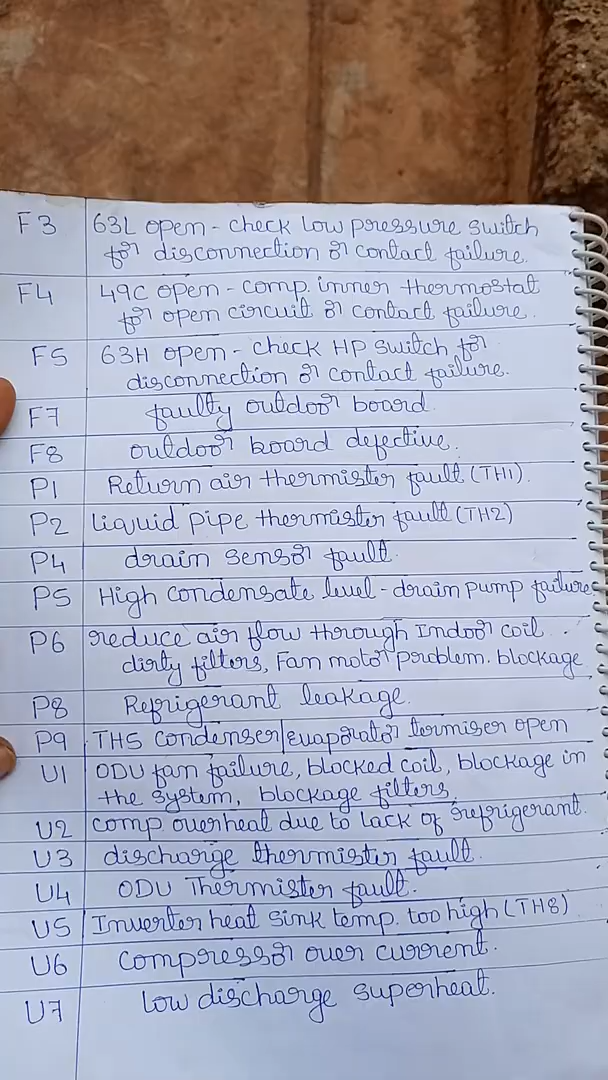 F3 63L open - check Low pressure switch
for disconnection or contact failure.
F4 49C open - comp. inner thermostat
for open circuit or contact failure.
F5 63H open - check HP switch for
disconnection or contact failure.
F7 faulty outdoor board.
F8 outdoor board defective.
P1 Return air thermister fault (TH1).
P2 liquid pipe thermister fault (TH2)
P4 drain sensor fault.
P5 High condensate level - drain pump failure
P6 reduce air flow through Indoor coil.
dirty filters, Fan motor problem. blockage
P8 Refrigerant leakage.
P9 TH5 condenser/Evaporator termiser open
U1 ODU fan failure, blocked coil, blockage in
the system, blockage filters.
U2 comp overheat due to lack of refrigerant.
U3 discharge thermister fault.
U4 ODU Thermister fault.
U5 Inverter heat sink temp. too high (TH8)
U6 compressor over current.
U7 low discharge superheat.